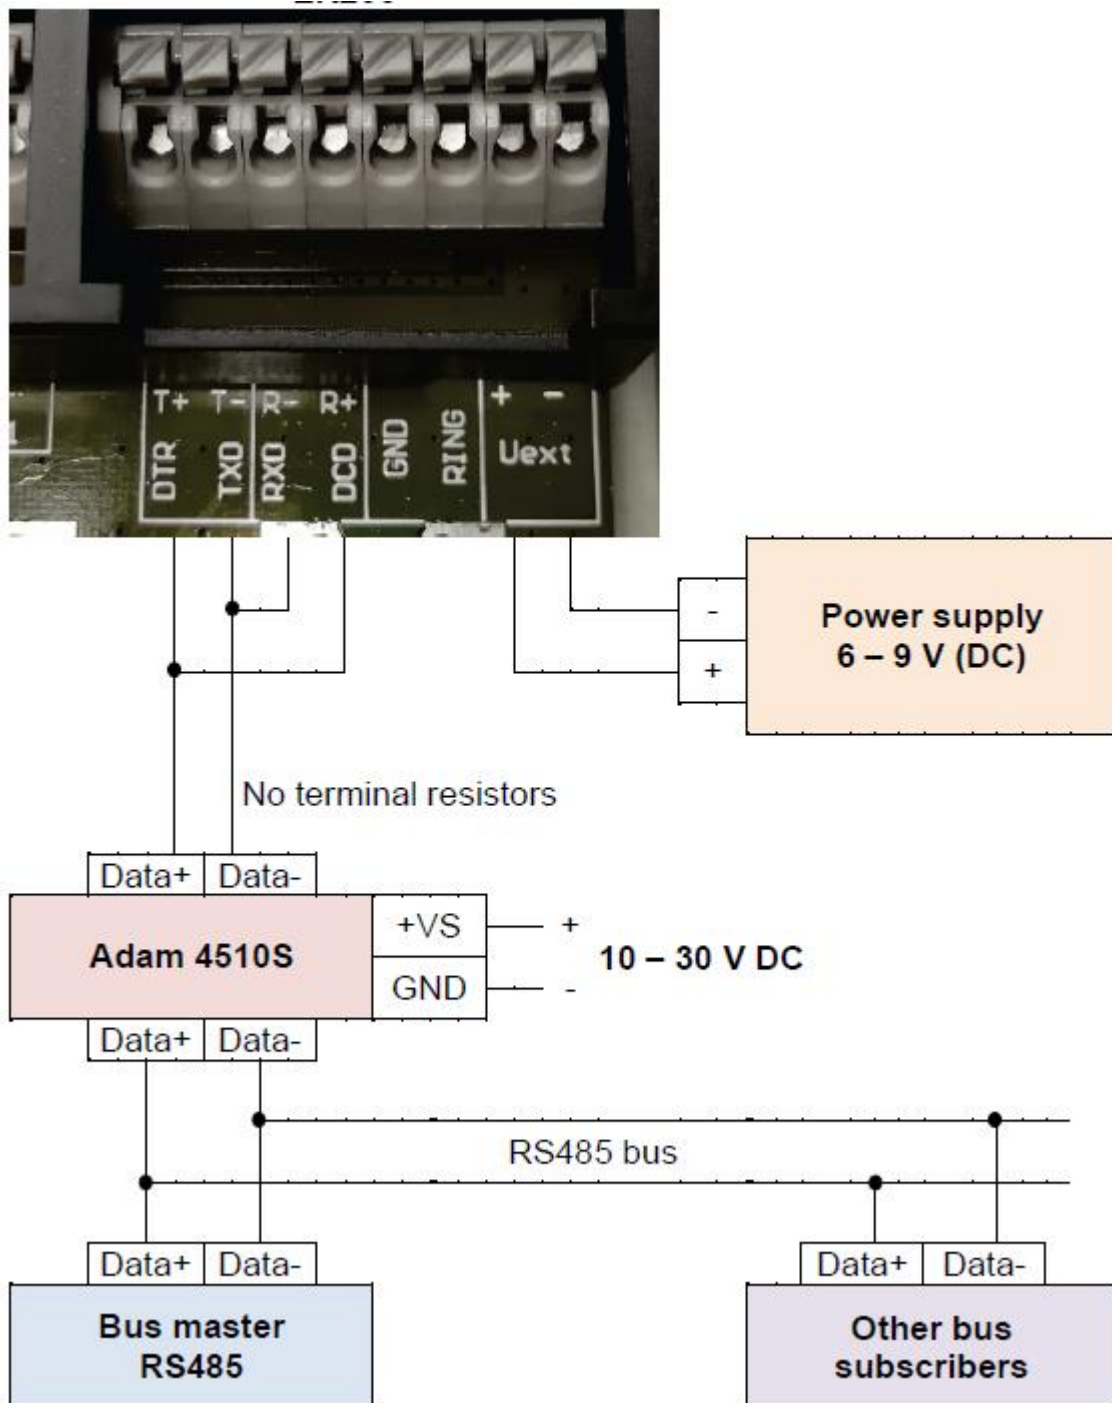 T+ T- R- R+ + -
DTR TXD RXD DCD GND RING Uext
-
+
Power supply
6 – 9 V (DC)
No terminal resistors
Data+ Data-
Adam 4510S
+VS +
GND -
10 – 30 V DC
Data+ Data-
RS485 bus
Data+ Data-
Bus master
RS485
Data+ Data-
Other bus
subscribers